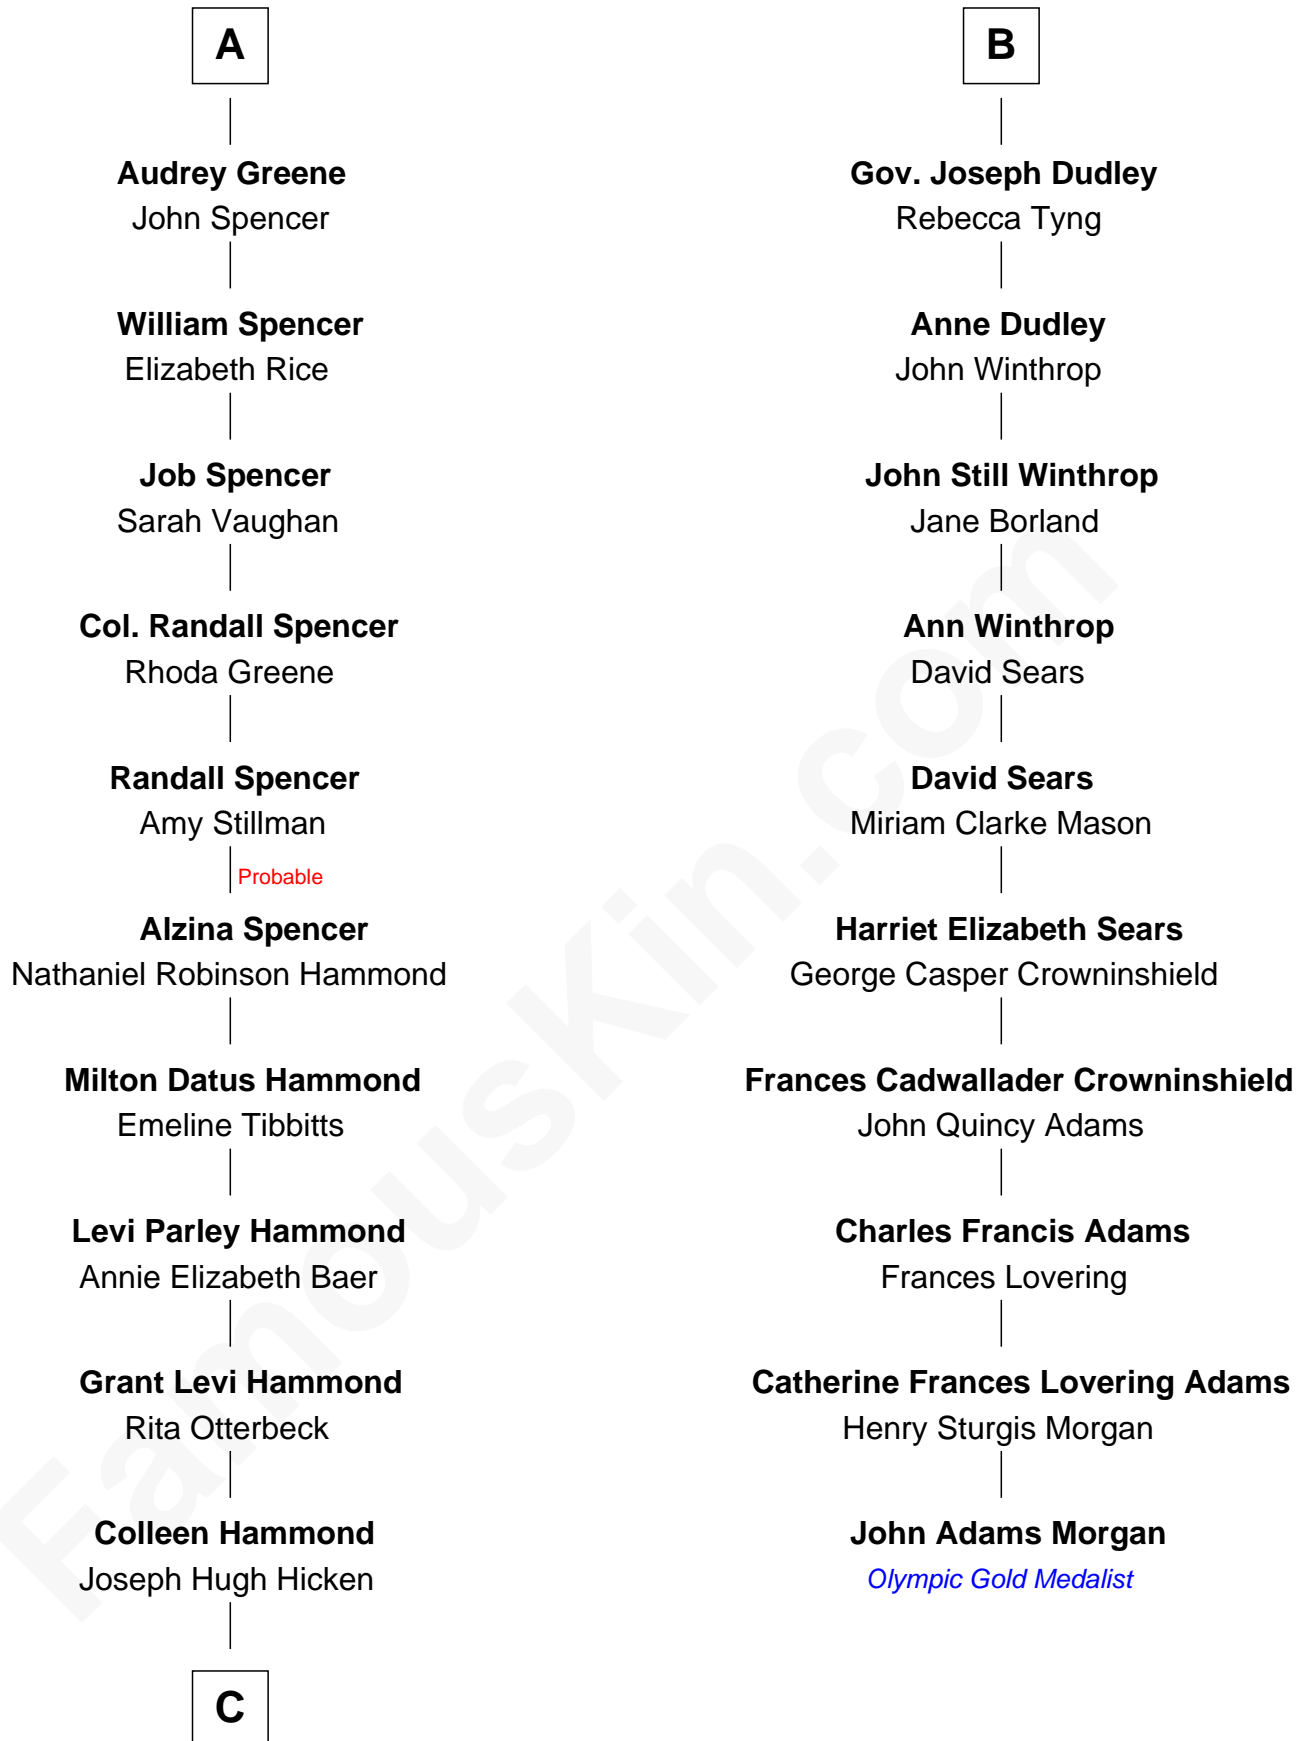 A
Audrey Greene
John Spencer
William Spencer
Elizabeth Rice
Job Spencer
Sarah Vaughan
Col. Randall Spencer
Rhoda Greene
Randall Spencer
Amy Stillman
Probable
Alzina Spencer
Nathaniel Robinson Hammond
Milton Datus Hammond
Emeline Tibbitts
Levi Parley Hammond
Annie Elizabeth Baer
Grant Levi Hammond
Rita Otterbeck
Colleen Hammond
Joseph Hugh Hicken
C
B
Gov. Joseph Dudley
Rebecca Tyng
Anne Dudley
John Winthrop
John Still Winthrop
Jane Borland
Ann Winthrop
David Sears
David Sears
Miriam Clarke Mason
Harriet Elizabeth Sears
George Casper Crowninshield
Frances Cadwallader Crowninshield
John Quincy Adams
Charles Francis Adams
Frances Lovering
Catherine Frances Lovering Adams
Henry Sturgis Morgan
John Adams Morgan
Olympic Gold Medalist
FamousKin.com